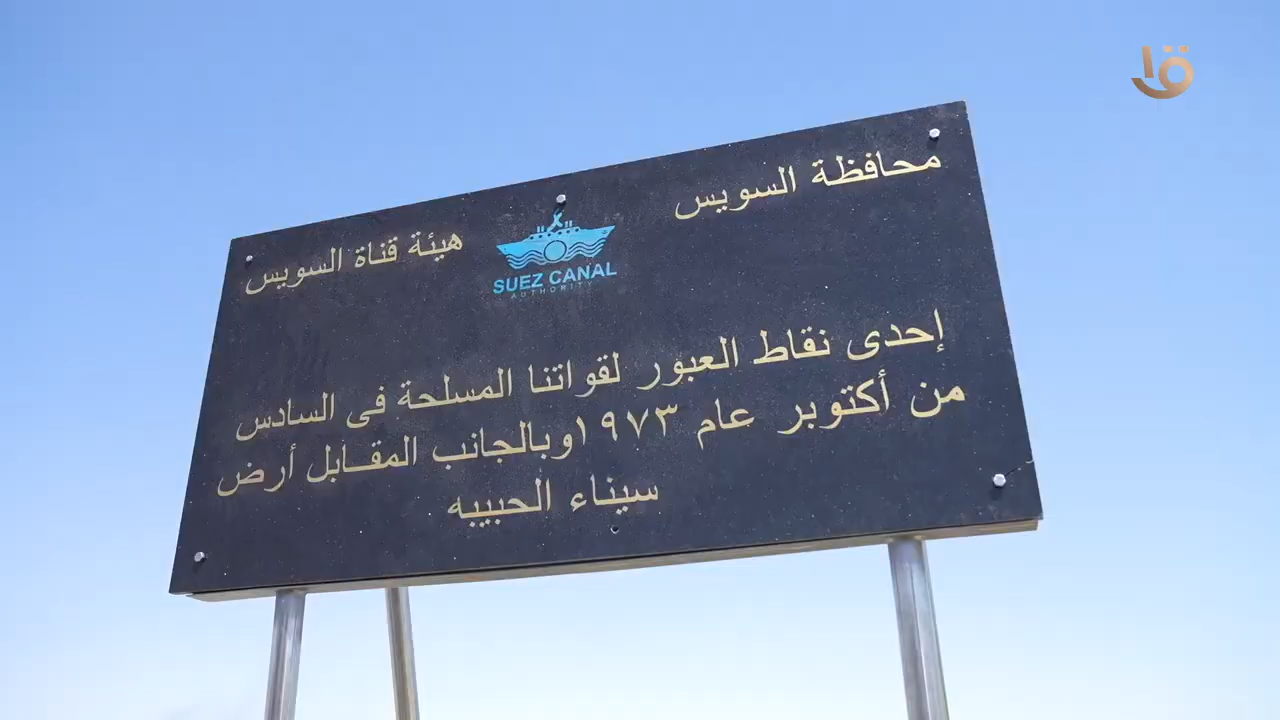 محافظة السويس
هيئة قناة السويس
SUEZ CANAL
AUTHORITY
إحدى نقاط العبور لقواتنا المسلحة فى السادس
من أكتوبر عام ١٩٧٣ وبالجانب المقابل أرض
سيناء الحبيبه